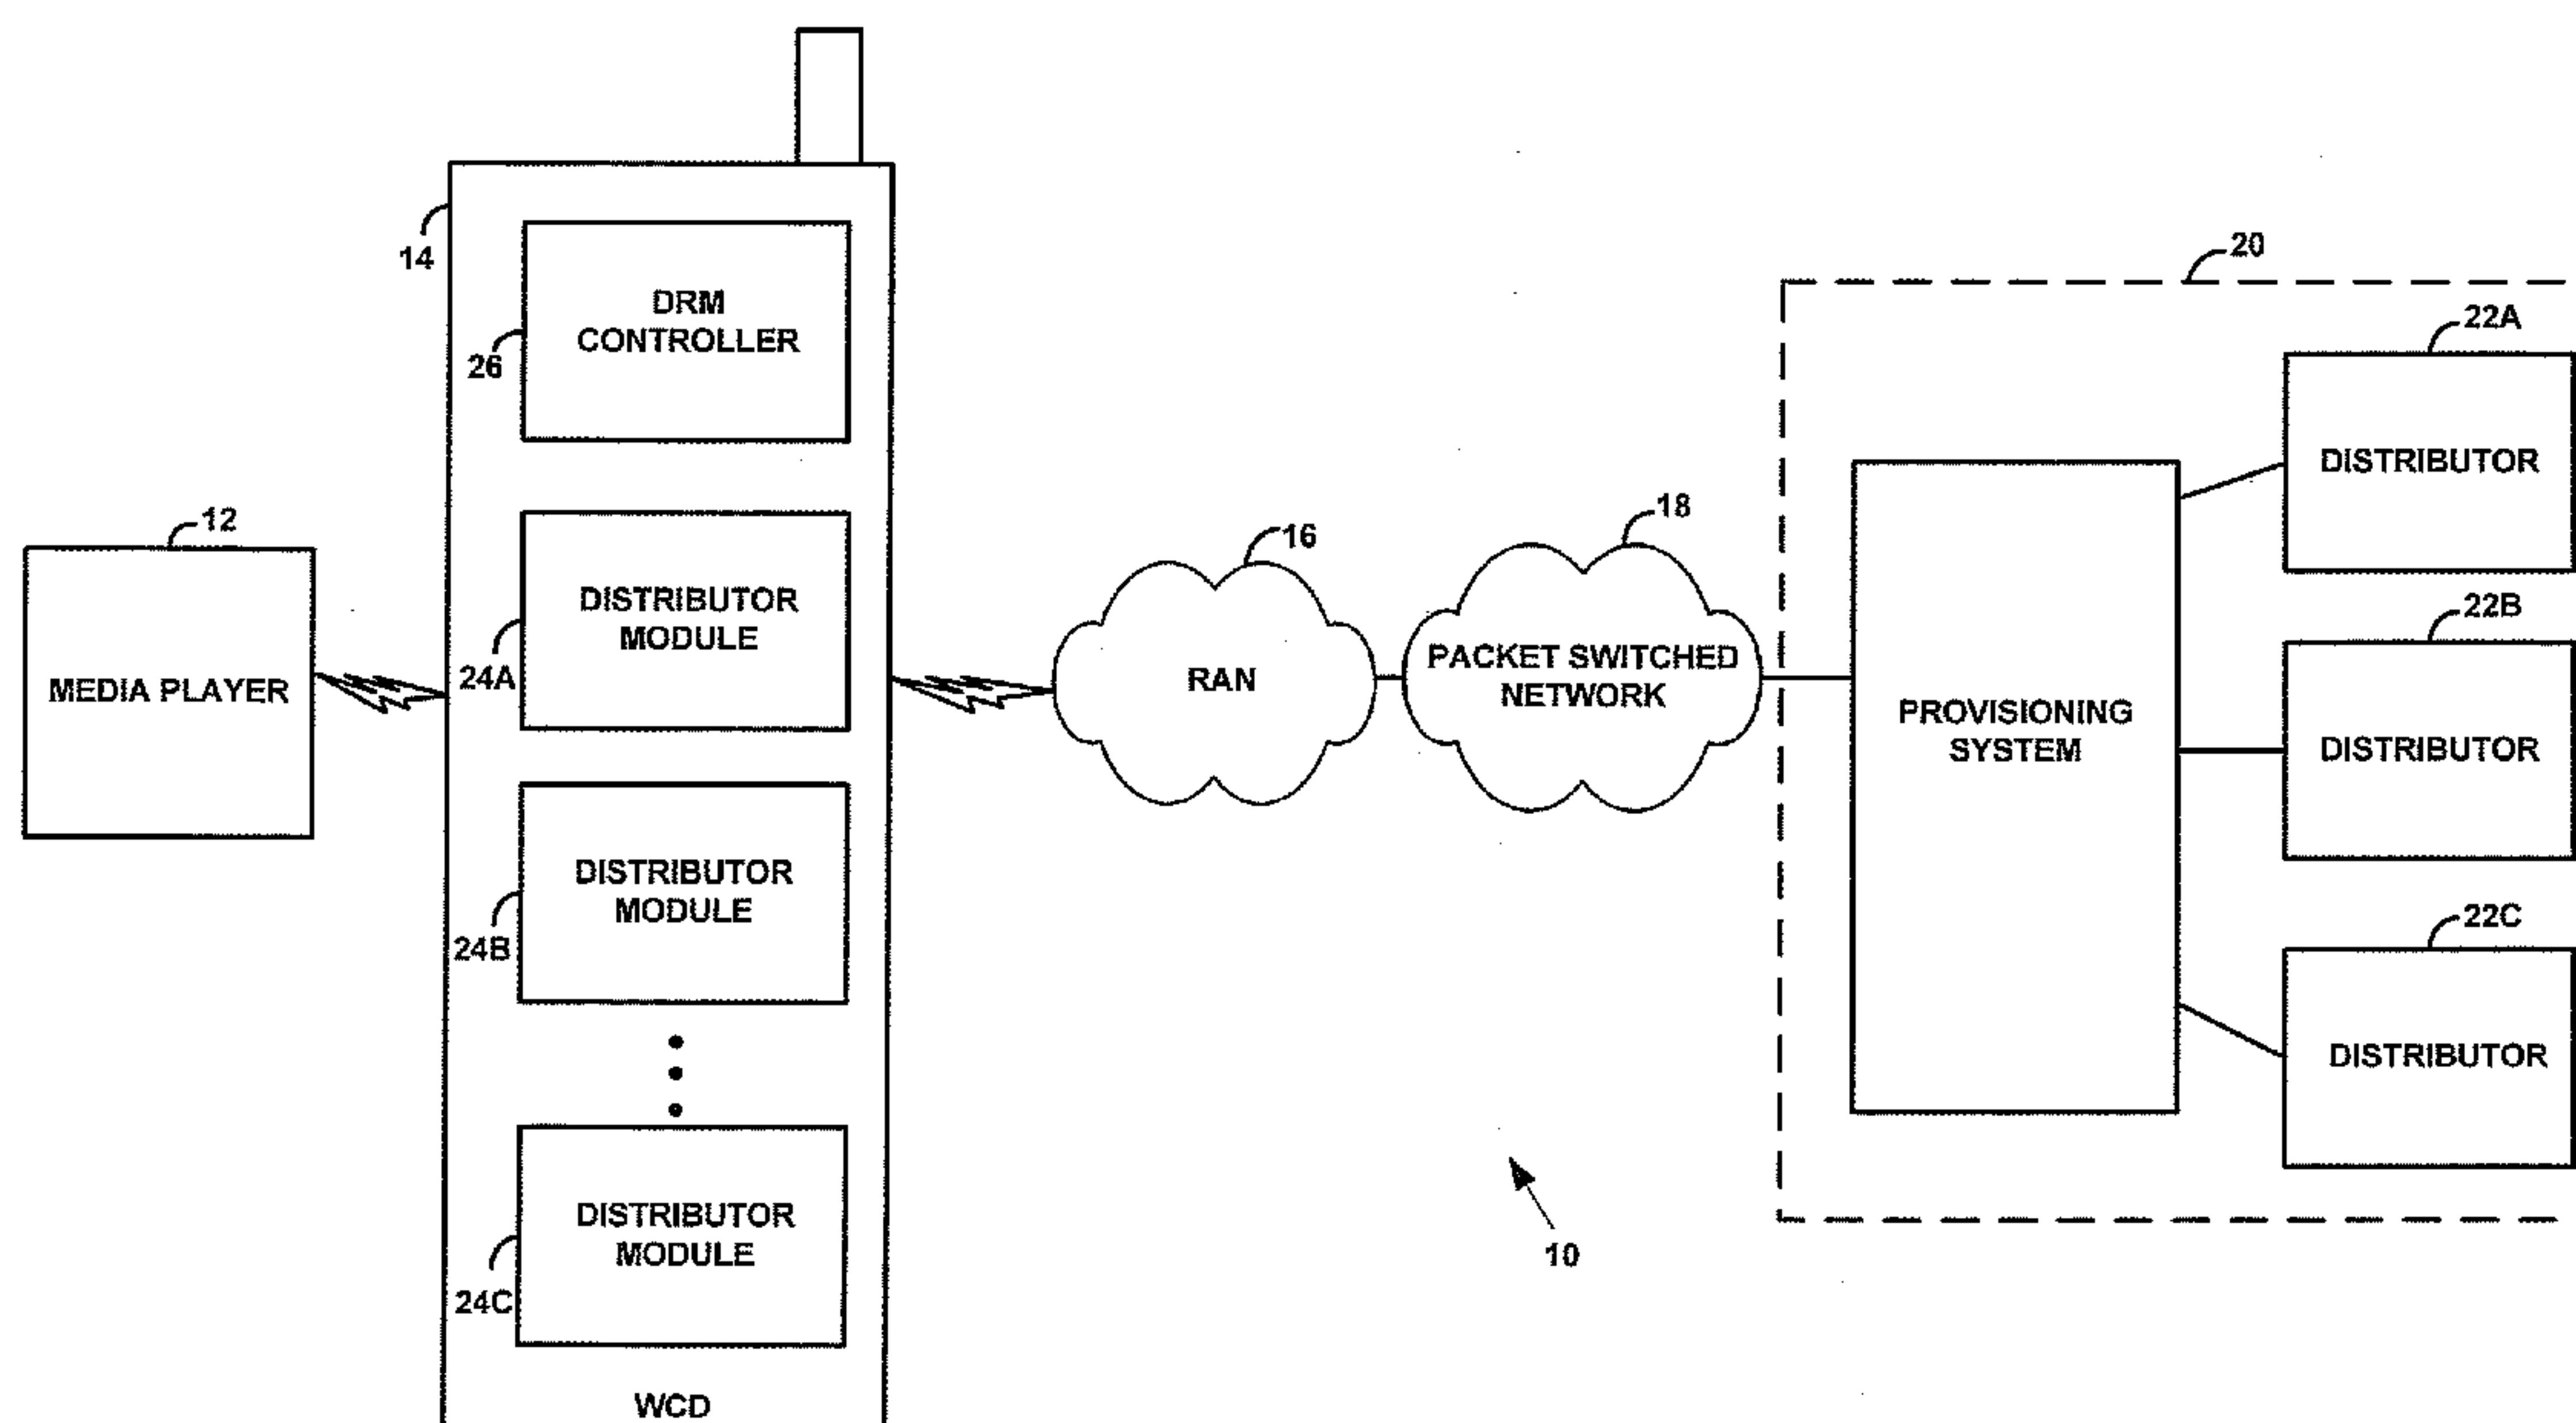 14
DRM
CONTROLLER
26
12
MEDIA PLAYER
DISTRIBUTOR
MODULE
24A
DISTRIBUTOR
MODULE
24B
DISTRIBUTOR
MODULE
24C
WCD
16
RAN
18
PACKET SWITCHED
NETWORK
10
20
PROVISIONING
SYSTEM
22A
DISTRIBUTOR
22B
DISTRIBUTOR
22C
DISTRIBUTOR